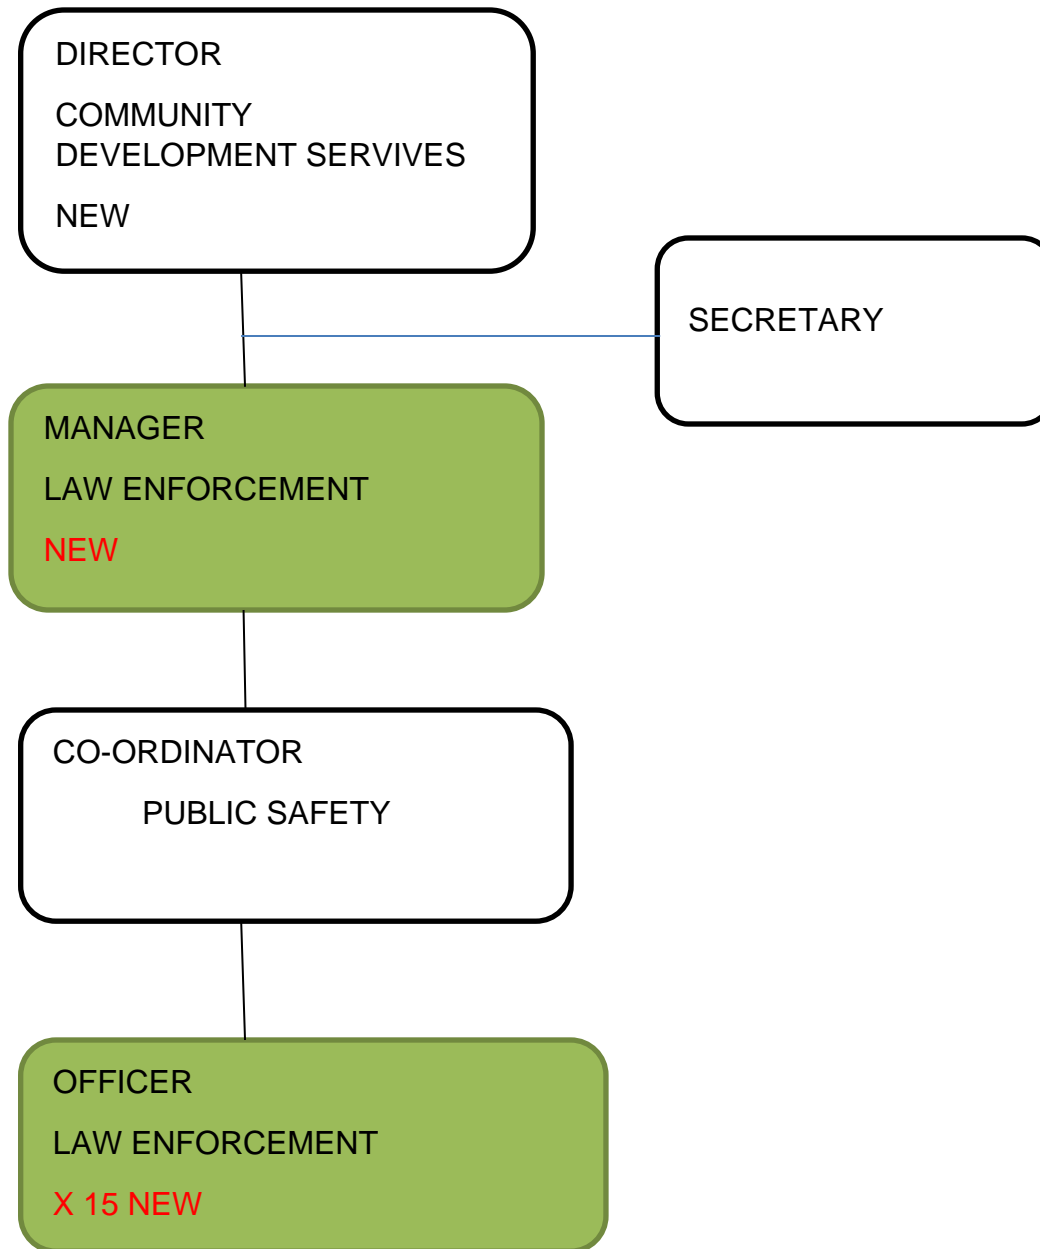 DIRECTOR
COMMUNITY
DEVELOPMENT SERVIVES
NEW
SECRETARY
MANAGER
LAW ENFORCEMENT
NEW
CO-ORDINATOR
PUBLIC SAFETY
OFFICER
LAW ENFORCEMENT
X 15 NEW